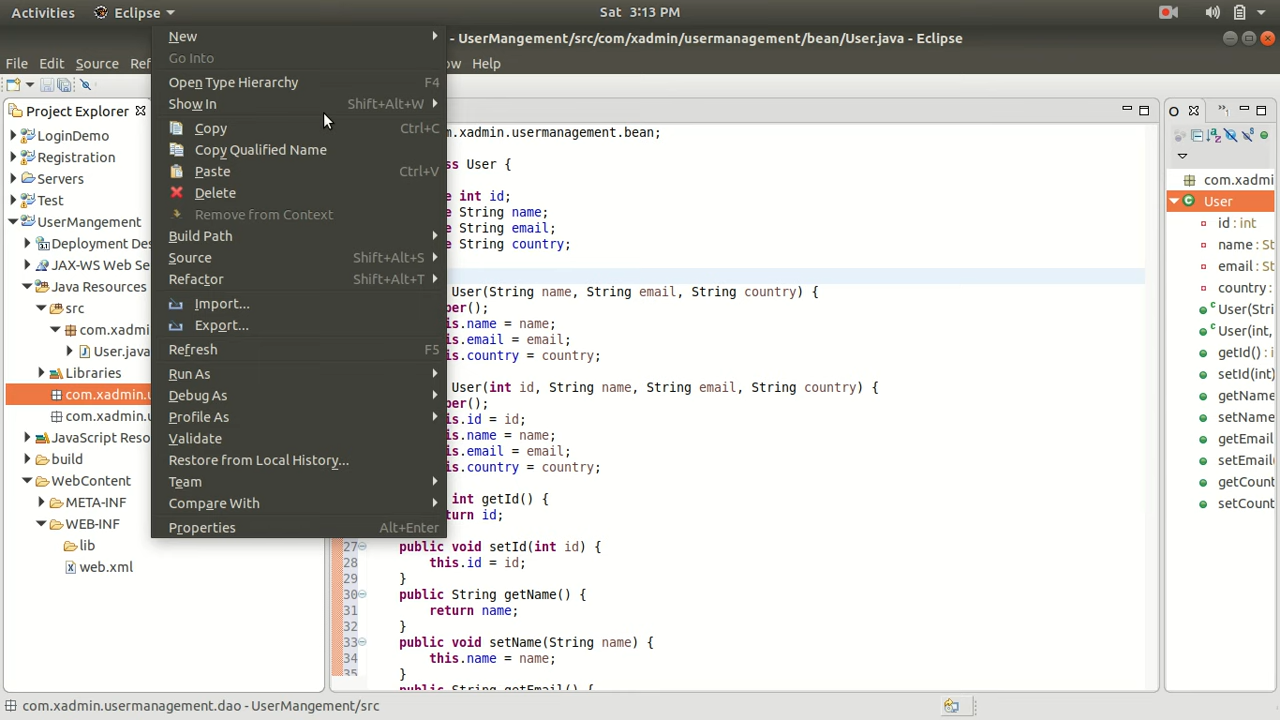 Activities
Eclipse
Sat 3:13 PM
- UserMangement/src/com/xadmin/usermanagement/bean/User.java - Eclipse
File Edit Source Ref
ow Help
Project Explorer
LoginDemo
Registration
Servers
Test
UserMangement
Deployment Des
JAX-WS Web Se
Java Resources
src
com.xadmi
User.java
Libraries
com.xadmin.u
com.xadmin.u
JavaScript Reso
build
WebContent
META-INF
WEB-INF
lib
web.xml
New
Go Into
Open Type Hierarchy F4
Show In Shift+Alt+W
Copy Ctrl+C
Copy Qualified Name
Paste Ctrl+V
Delete
Remove from Context
Build Path
Source Shift+Alt+S
Refactor Shift+Alt+T
Import...
Export...
Refresh F5
Run As
Debug As
Profile As
Validate
Restore from Local History...
Team
Compare With
Properties Alt+Enter
m.xadmin.usermanagement.bean;
ss User {
e int id;
e String name;
e String email;
e String country;
User(String name, String email, String country) {
per();
is.name = name;
is.email = email;
is.country = country;
User(int id, String name, String email, String country) {
per();
is.id = id;
is.name = name;
is.email = email;
is.country = country;
int getId() {
turn id;
27 public void setId(int id) {
28 this.id = id;
29 }
30 public String getName() {
31 return name;
32 }
33 public void setName(String name) {
34 this.name = name;
35 }
public String getEmail() {
com.xadmi
User
id : int
name : St
email : St
country :
User(Stri
User(int,
getId() : i
setId(int)
getName
setName
getEmail
setEmail
getCount
setCount
com.xadmin.usermanagement.dao - UserMangement/src